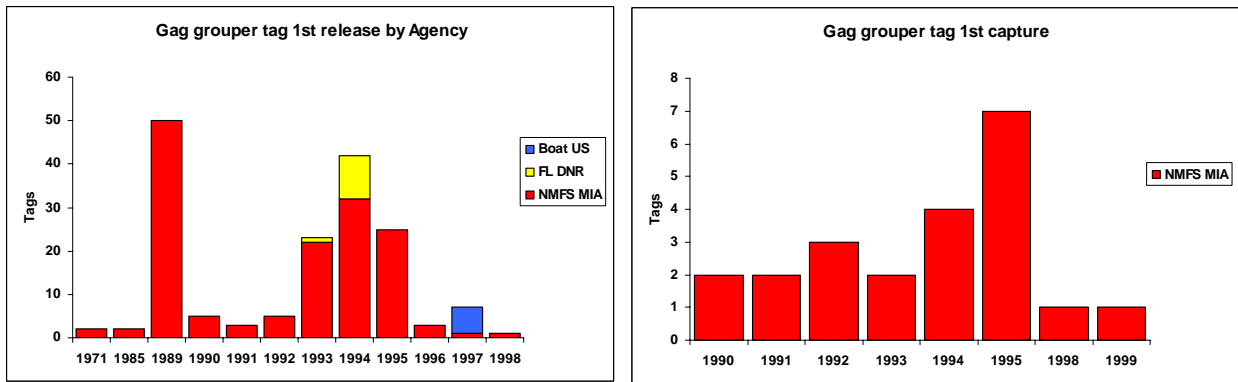 Gag grouper tag 1st release by Agency
60
50
40
30
20
10
0
Tags
1971 1985 1989 1990 1991 1992 1993 1994 1995 1996 1997 1998
Boat US
FL DNR
NMFS MIA
Gag grouper tag 1st capture
8
7
6
5
4
3
2
1
0
Tags
1990 1991 1992 1993 1994 1995 1998 1999
NMFS MIA